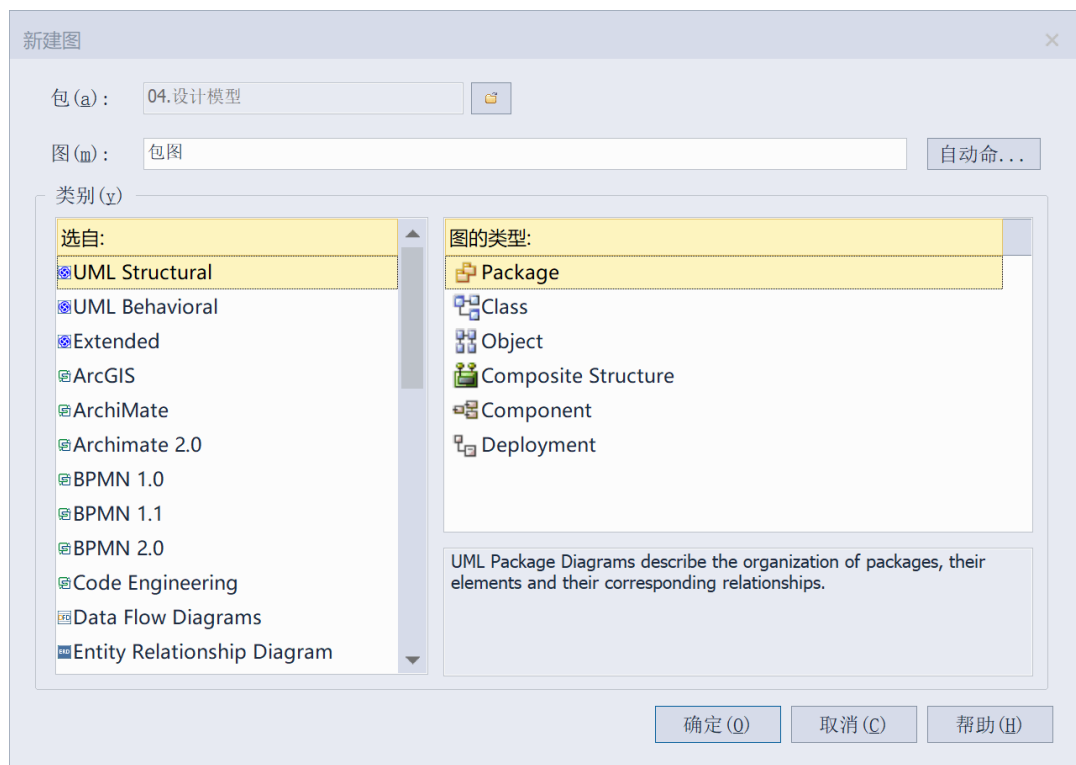 新建图
包(a): 04.设计模型
图(m): 包图 自动命...
类别(y)
选自:
UML Structural
UML Behavioral
Extended
ArcGIS
ArchiMate
Archimate 2.0
BPMN 1.0
BPMN 1.1
BPMN 2.0
Code Engineering
Data Flow Diagrams
Entity Relationship Diagram
图的类型:
Package
Class
Object
Composite Structure
Component
Deployment
UML Package Diagrams describe the organization of packages, their
elements and their corresponding relationships.
确定(O) 取消(C) 帮助(H)